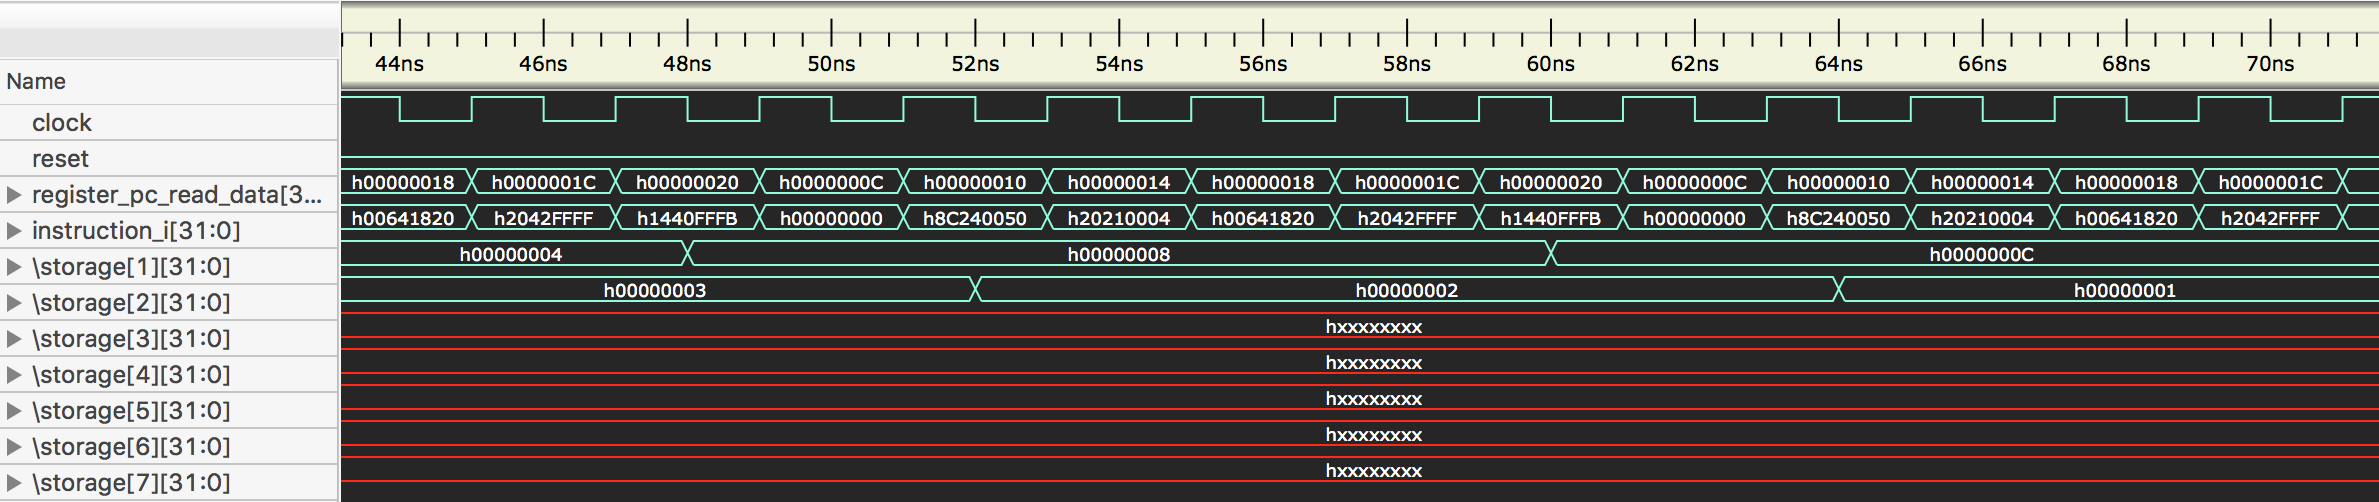 44ns 46ns 48ns 50ns 52ns 54ns 56ns 58ns 60ns 62ns 64ns 66ns 68ns 70ns
Name
clock
reset
register_pc_read_data[3... h00000018 h0000001C h00000020 h0000000C h00000010 h00000014 h00000018 h0000001C h00000020 h0000000C h00000010 h00000014 h00000018 h0000001C
instruction_i[31:0] h00641820 h2042FFFF h1440FFFB h00000000 h8C240050 h20210004 h00641820 h2042FFFF h1440FFFB h00000000 h8C240050 h20210004 h00641820 h2042FFFF
\storage[1][31:0] h00000004 h00000008 h0000000C
\storage[2][31:0] h00000003 h00000002 h00000001
\storage[3][31:0] hxxxxxxxx
\storage[4][31:0] hxxxxxxxx
\storage[5][31:0] hxxxxxxxx
\storage[6][31:0] hxxxxxxxx
\storage[7][31:0] hxxxxxxxx